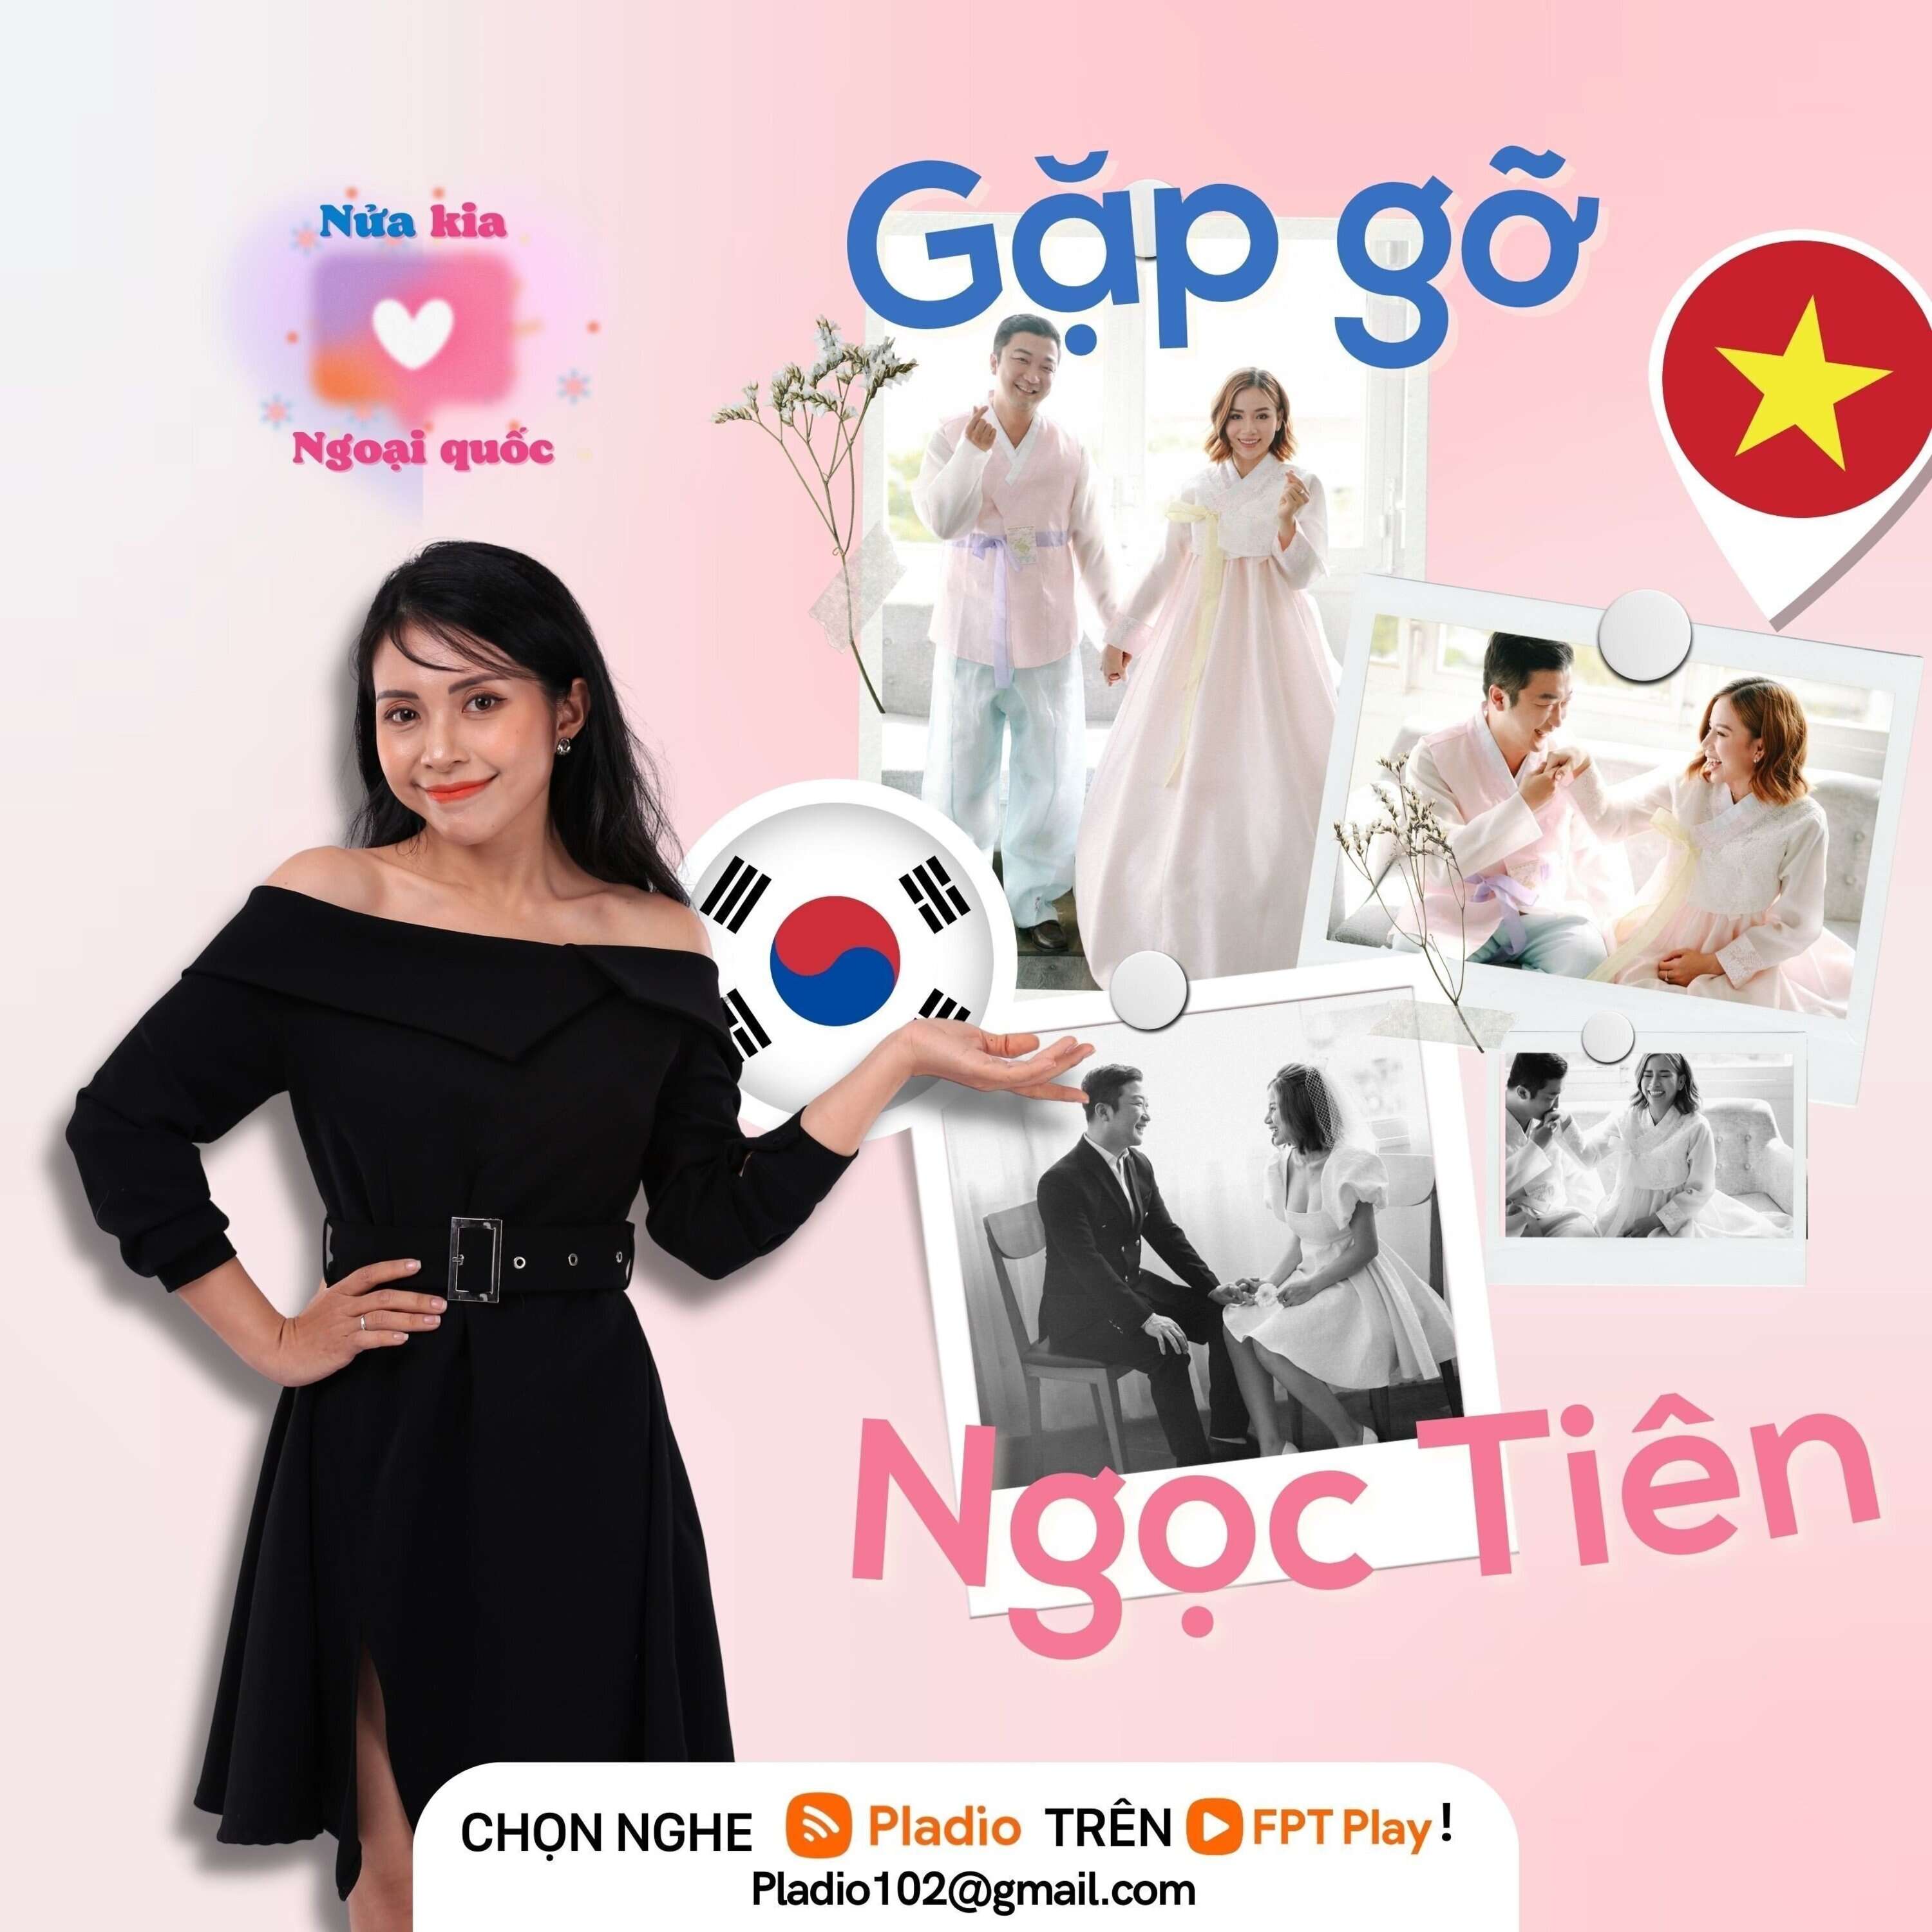 Nửa kia
Ngoại quốc
Gặp gỡ
Ngọc Tiên
CHỌN NGHE Pladio TRÊN FPT Play!
Pladio102@gmail.com